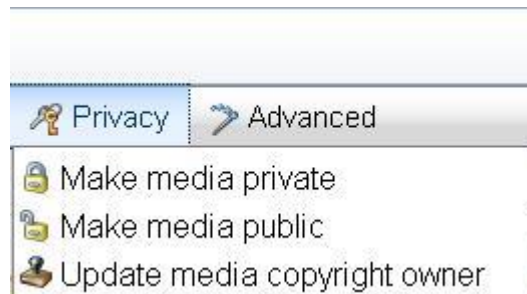 Privacy Advanced
Make media private
Make media public
Update media copyright owner